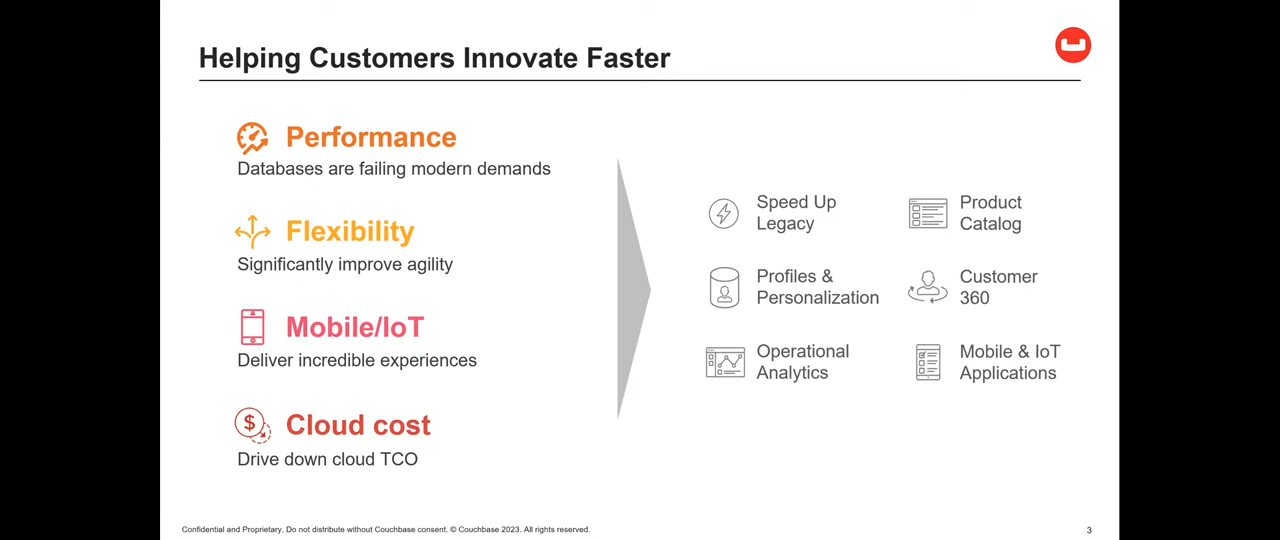 Helping Customers Innovate Faster
Performance
Databases are failing modern demands
Flexibility
Significantly improve agility
Mobile/IoT
Deliver incredible experiences
$
Cloud cost
Drive down cloud TCO
Speed Up
Legacy
Product
Catalog
Profiles &
Personalization
Customer
360
Operational
Analytics
Mobile & IoT
Applications
Confidential and Proprietary. Do not distribute without Couchbase consent. © Couchbase 2023. All rights reserved.
3